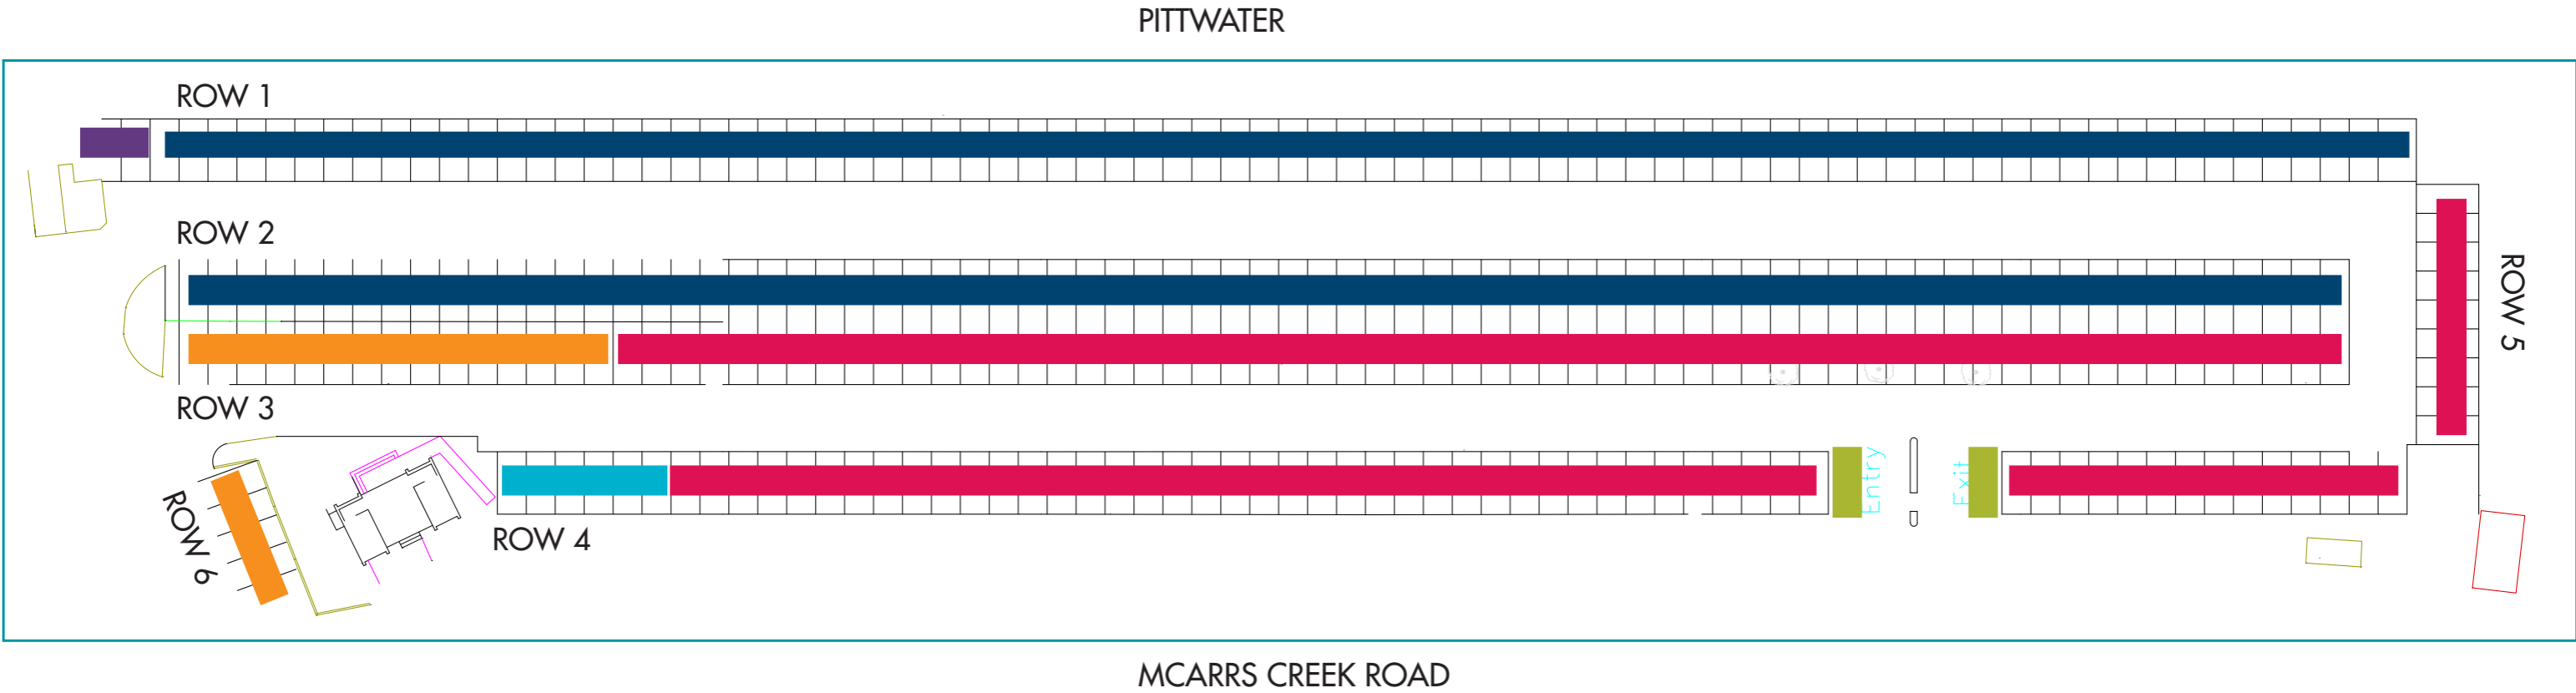 PITTWATER
ROW 1
ROW 2
ROW 5
ROW 3
Entry
Exit
ROW 6
ROW 4
MCARRS CREEK ROAD